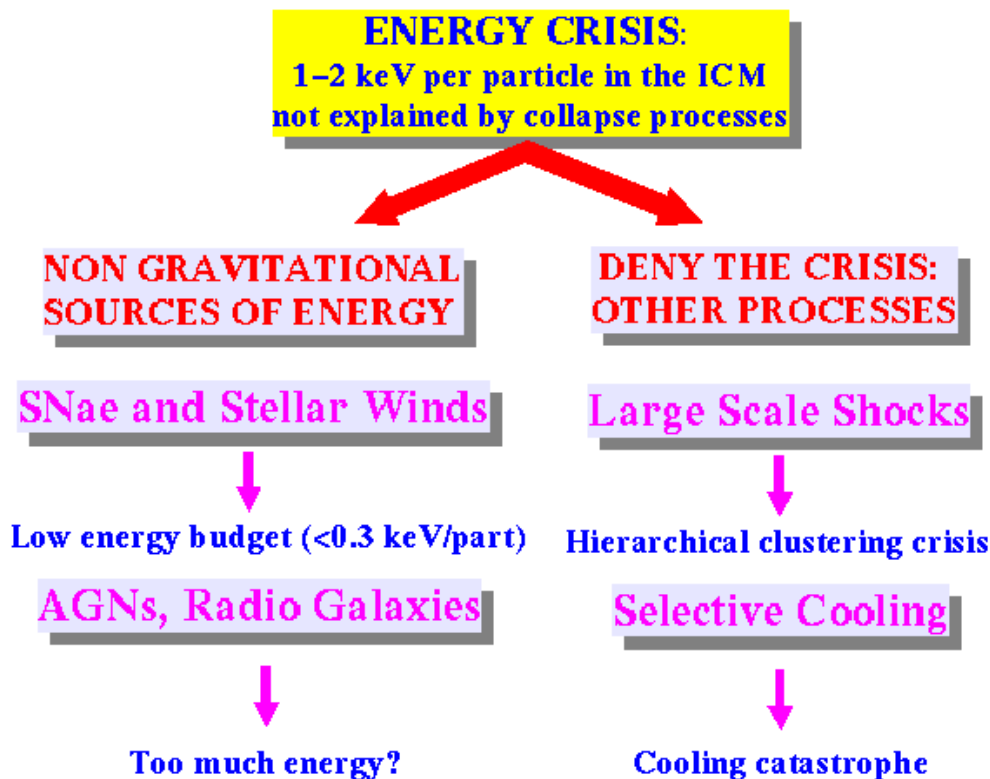 ENERGY CRISIS:
1–2 keV per particle in the ICM
not explained by collapse processes
NON GRAVITATIONAL
SOURCES OF ENERGY
SNae and Stellar Winds
Low energy budget (<0.3 keV/part)
AGNs, Radio Galaxies
Too much energy?
DENY THE CRISIS:
OTHER PROCESSES
Large Scale Shocks
Hierarchical clustering crisis
Selective Cooling
Cooling catastrophe